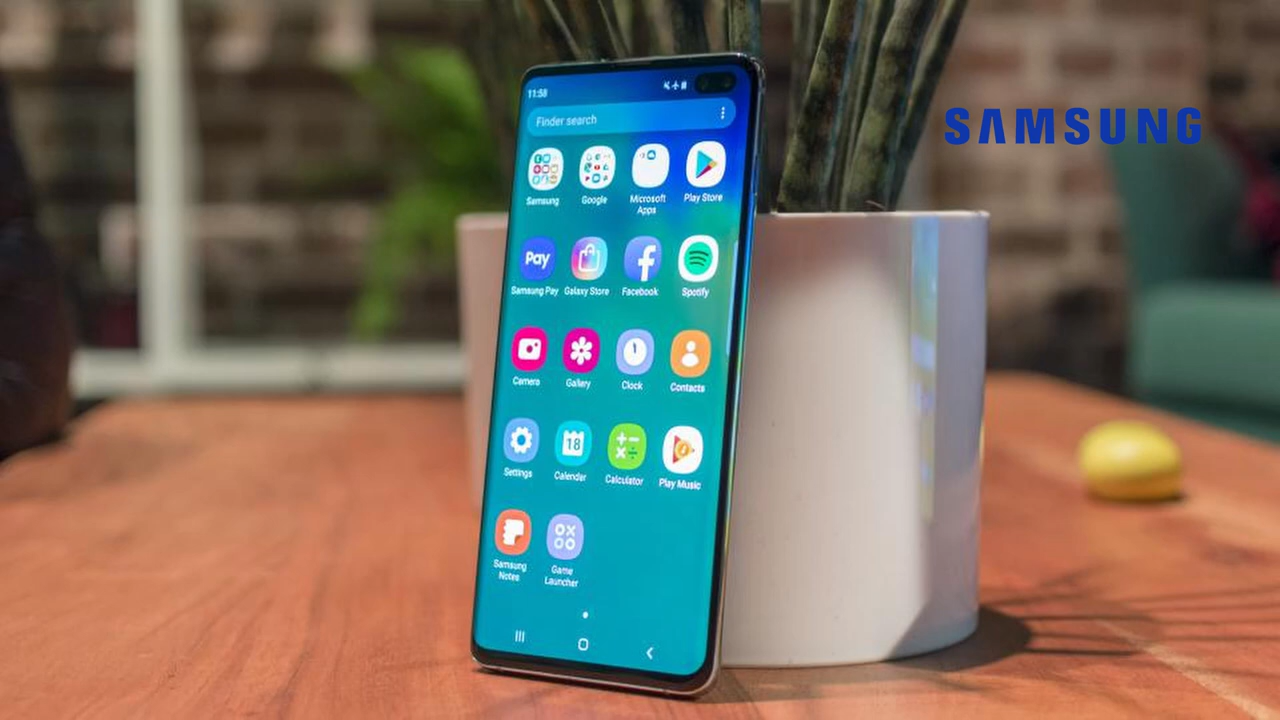 SAMSUNG
11:58
Finder search
Samsung
Google
Microsoft
Apps
Play Store
Pay
Samsung Pay
Galaxy Store
Facebook
Spotify
Camera
Gallery
Clock
Contacts
18
Settings
Calender
Calculator
Play Music
Samsung
Notes
Game
Launcher